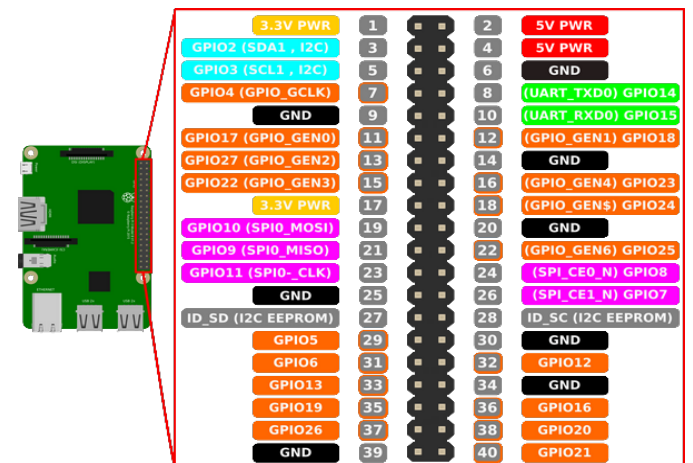 3.3V PWR 1 2 5V PWR
GPIO2 (SDA1 , I2C) 3 4 5V PWR
GPIO3 (SCL1 , I2C) 5 6 GND
GPIO4 (GPIO_GCLK) 7 8 (UART_TXD0) GPIO14
GND 9 10 (UART_RXD0) GPIO15
GPIO17 (GPIO_GEN0) 11 12 (GPIO_GEN1) GPIO18
GPIO27 (GPIO_GEN2) 13 14 GND
GPIO22 (GPIO_GEN3) 15 16 (GPIO_GEN4) GPIO23
3.3V PWR 17 18 (GPIO_GEN$) GPIO24
GPIO10 (SPI0_MOSI) 19 20 GND
GPIO9 (SPI0_MISO) 21 22 (GPIO_GEN6) GPIO25
GPIO11 (SPI0-_CLK) 23 24 (SPI_CE0_N) GPIO8
GND 25 26 (SPI_CE1_N) GPIO7
ID_SD (I2C EEPROM) 27 28 ID_SC (I2C EEPROM)
GPIO5 29 30 GND
GPIO6 31 32 GPIO12
GPIO13 33 34 GND
GPIO19 35 36 GPIO16
GPIO26 37 38 GPIO20
GND 39 40 GPIO21